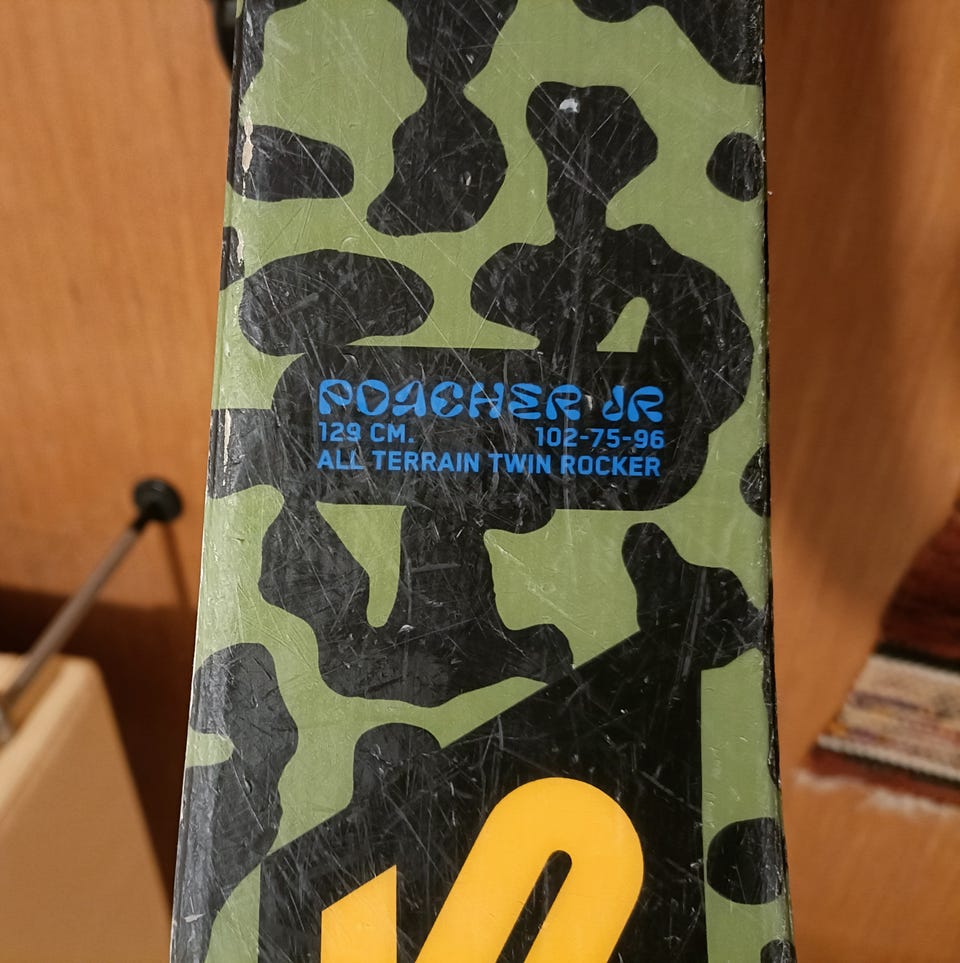 POACHER JR
129 CM. 102-75-96
ALL TERRAIN TWIN ROCKER